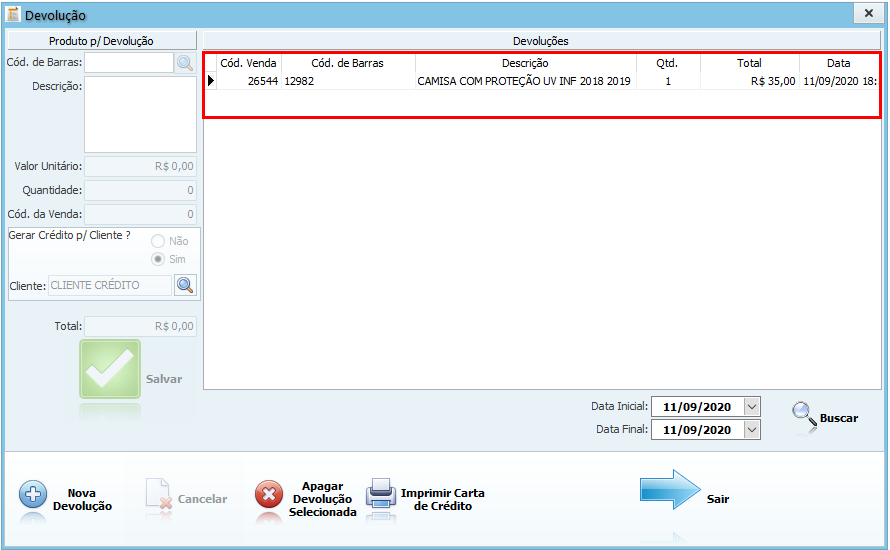 Devolução
Produto p/ Devolução
Cód. de Barras:
Descrição:
Valor Unitário: R$ 0,00
Quantidade: 0
Cód. da Venda: 0
Gerar Crédito p/ Cliente ?
Não
Sim
Cliente: CLIENTE CRÉDITO
Total: R$ 0,00
Salvar
Devoluções
Cód. Venda Cód. de Barras Descrição Qtd. Total Data
26544 12982 CAMISA COM PROTEÇÃO UV INF 2018 2019 1 R$ 35,00 11/09/2020 18:
Data Inicial: 11/09/2020
Data Final: 11/09/2020
Buscar
Nova
Devolução
Cancelar
Apagar
Devolução
Selecionada
Imprimir Carta
de Crédito
Sair